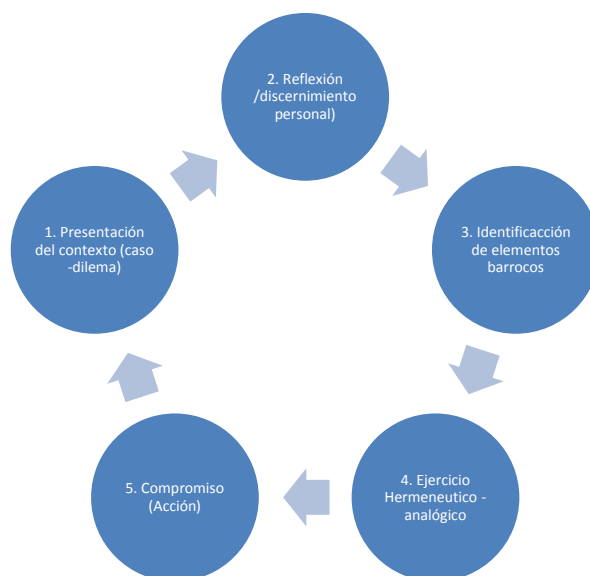 1. Presentación
del contexto (caso
-dilema)
2. Reflexión
/discernimiento
personal)
3. Identificacción
de elementos
barrocos
4. Ejercicio
Hermeneutico -
analógico
5. Compromiso
(Acción)